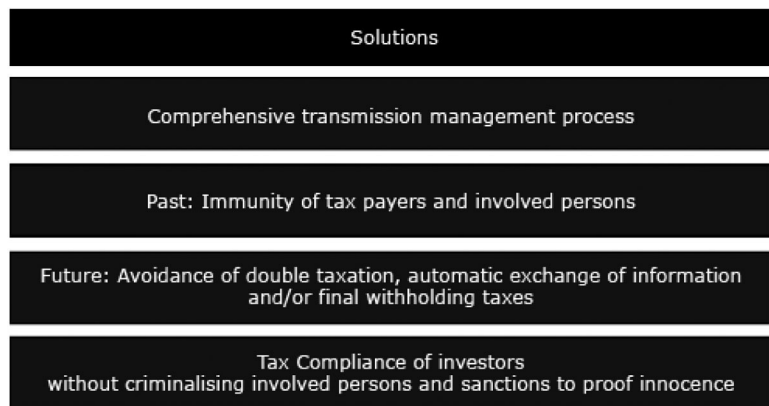 Solutions
Comprehensive transmission management process
Past: Immunity of tax payers and involved persons
Future: Avoidance of double taxation, automatic exchange of information
and/or final withholding taxes
Tax Compliance of investors
without criminalising involved persons and sanctions to proof innocence